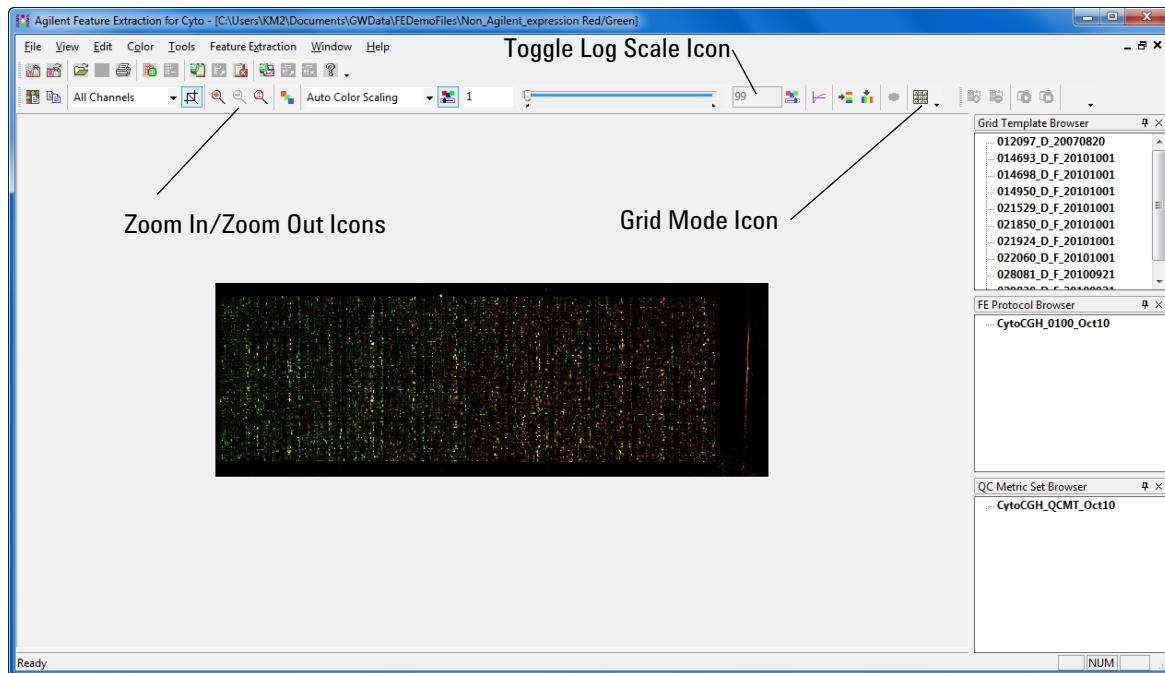 Agilent Feature Extraction for Cyto - [C:\Users\KM2\Documents\GWData\FEDemoFiles\Non_Agilent_expression Red/Green]
File View Edit Color Tools Feature Extraction Window Help
Toggle Log Scale Icon
All Channels Auto Color Scaling 1 99
Zoom In/Zoom Out Icons
Grid Mode Icon
Grid Template Browser
012097_D_20070820
014693_D_F_20101001
014698_D_F_20101001
014950_D_F_20101001
021529_D_F_20101001
021850_D_F_20101001
021924_D_F_20101001
022060_D_F_20101001
028081_D_F_20100921
FE Protocol Browser
CytoCGH_0100_Oct10
QC Metric Set Browser
CytoCGH_QCMT_Oct10
Ready NUM